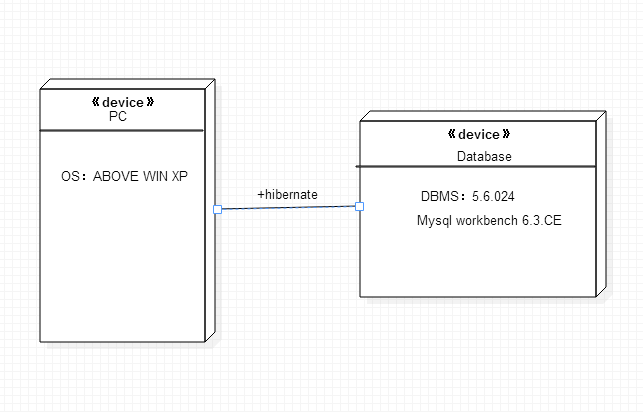 《device》
PC
OS：ABOVE WIN XP
+hibernate
《device》
Database
DBMS：5.6.024
Mysql workbench 6.3.CE